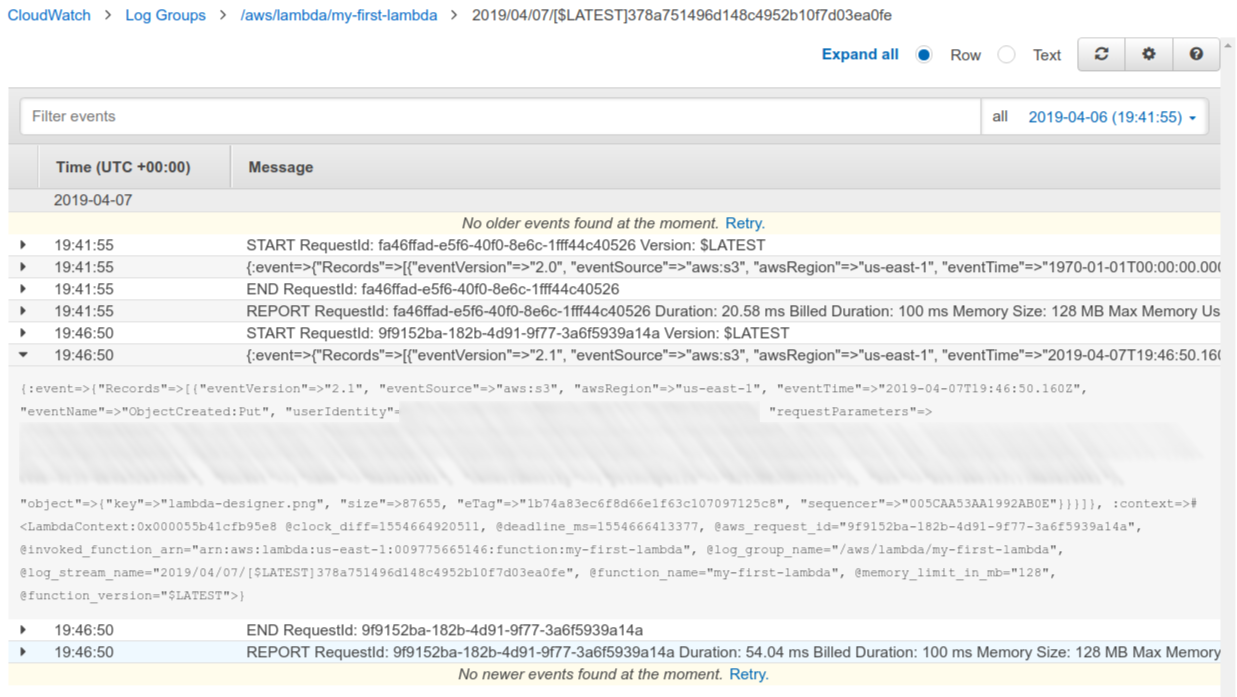 CloudWatch > Log Groups > /aws/lambda/my-first-lambda > 2019/04/07/[$LATEST]378a751496d148c4952b10f7d03ea0fe
Expand all Row Text
Filter events all 2019-04-06 (19:41:55)
Time (UTC +00:00) Message
2019-04-07
No older events found at the moment. Retry.
19:41:55 START RequestId: fa46ffad-e5f6-40f0-8e6c-1fff44c40526 Version: $LATEST
19:41:55 {:event=>{"Records"=>[{"eventVersion"=>"2.0", "eventSource"=>"aws:s3", "awsRegion"=>"us-east-1", "eventTime"=>"1970-01-01T00:00:00.000
19:41:55 END RequestId: fa46ffad-e5f6-40f0-8e6c-1fff44c40526
19:41:55 REPORT RequestId: fa46ffad-e5f6-40f0-8e6c-1fff44c40526 Duration: 20.58 ms Billed Duration: 100 ms Memory Size: 128 MB Max Memory Us
19:46:50 START RequestId: 9f9152ba-182b-4d91-9f77-3a6f5939a14a Version: $LATEST
19:46:50 {:event=>{"Records"=>[{"eventVersion"=>"2.1", "eventSource"=>"aws:s3", "awsRegion"=>"us-east-1", "eventTime"=>"2019-04-07T19:46:50.160
{:event=>{"Records"=>[{"eventVersion"=>"2.1", "eventSource"=>"aws:s3", "awsRegion"=>"us-east-1", "eventTime"=>"2019-04-07T19:46:50.160Z",
"eventName"=>"ObjectCreated:Put", "userIdentity"= "requestParameters"=>
"object"=>{"key"=>"lambda-designer.png", "size"=>87655, "eTag"=>"1b74a83ec6f8d66e1f63c107097125c8", "sequencer"=>"005CAA53AA1992AB0E"}}}]}, :context=>#
<LambdaContext:0x000055b41cfb95e8 @clock_diff=1554664920511, @deadline_ms=1554666413377, @aws_request_id="9f9152ba-182b-4d91-9f77-3a6f5939a14a",
@invoked_function_arn="arn:aws:lambda:us-east-1:009775665146:function:my-first-lambda", @log_group_name="/aws/lambda/my-first-lambda",
@log_stream_name="2019/04/07/[$LATEST]378a751496d148c4952b10f7d03ea0fe", @function_name="my-first-lambda", @memory_limit_in_mb="128",
@function_version="$LATEST">}
19:46:50 END RequestId: 9f9152ba-182b-4d91-9f77-3a6f5939a14a
19:46:50 REPORT RequestId: 9f9152ba-182b-4d91-9f77-3a6f5939a14a Duration: 54.04 ms Billed Duration: 100 ms Memory Size: 128 MB Max Memory
No newer events found at the moment. Retry.